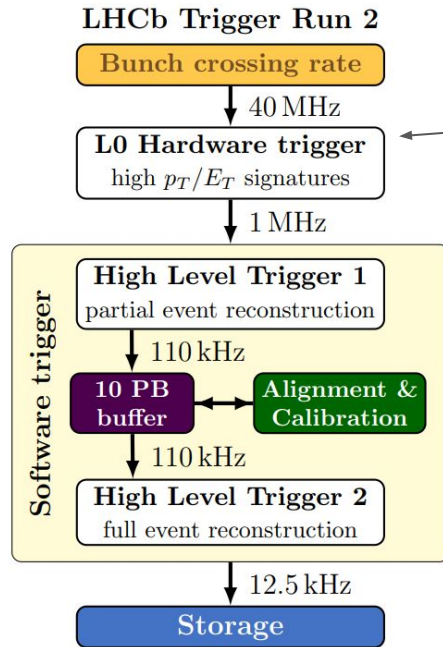 LHCb Trigger Run 2
Bunch crossing rate
40 MHz
L0 Hardware trigger
high p_T/E_T signatures
1 MHz
Software trigger
High Level Trigger 1
partial event reconstruction
110 kHz
10 PB
buffer
Alignment &
Calibration
110 kHz
High Level Trigger 2
full event reconstruction
12.5 kHz
Storage